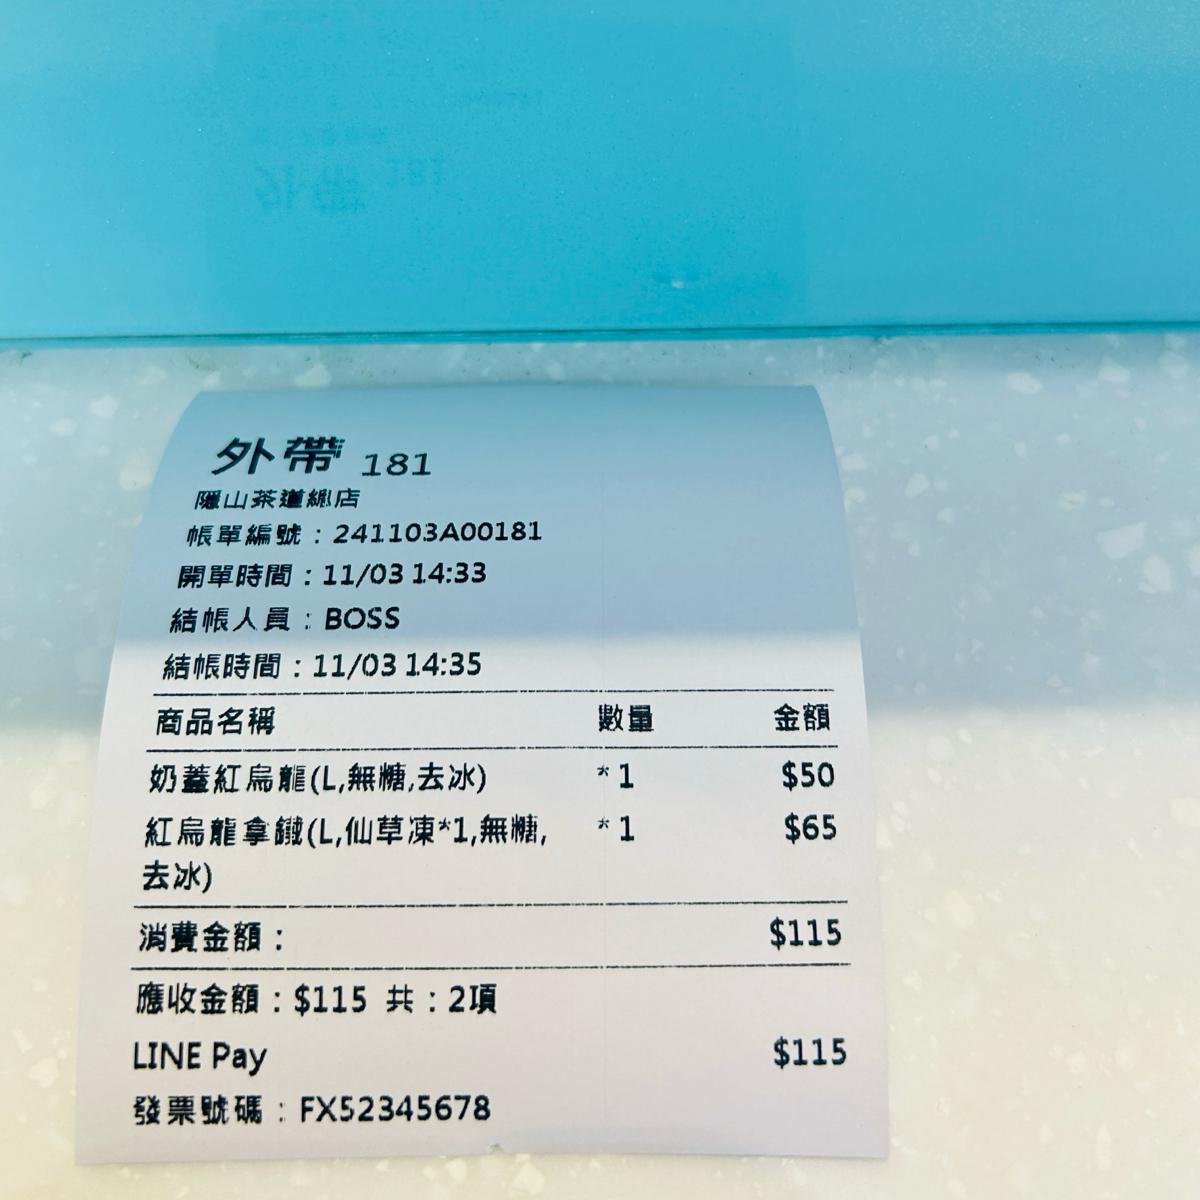 外帶 181
隱山茶道總店
帳單編號：241103A00181
開單時間：11/03 14:33
結帳人員：BOSS
結帳時間：11/03 14:35
商品名稱 數量 金額
奶蓋紅烏龍(L,無糖,去冰) *1 $50
紅烏龍拿鐵(L,仙草凍*1,無糖, *1 $65
去冰)
消費金額： $115
應收金額：$115 共：2項
LINE Pay $115
發票號碼：FX52345678